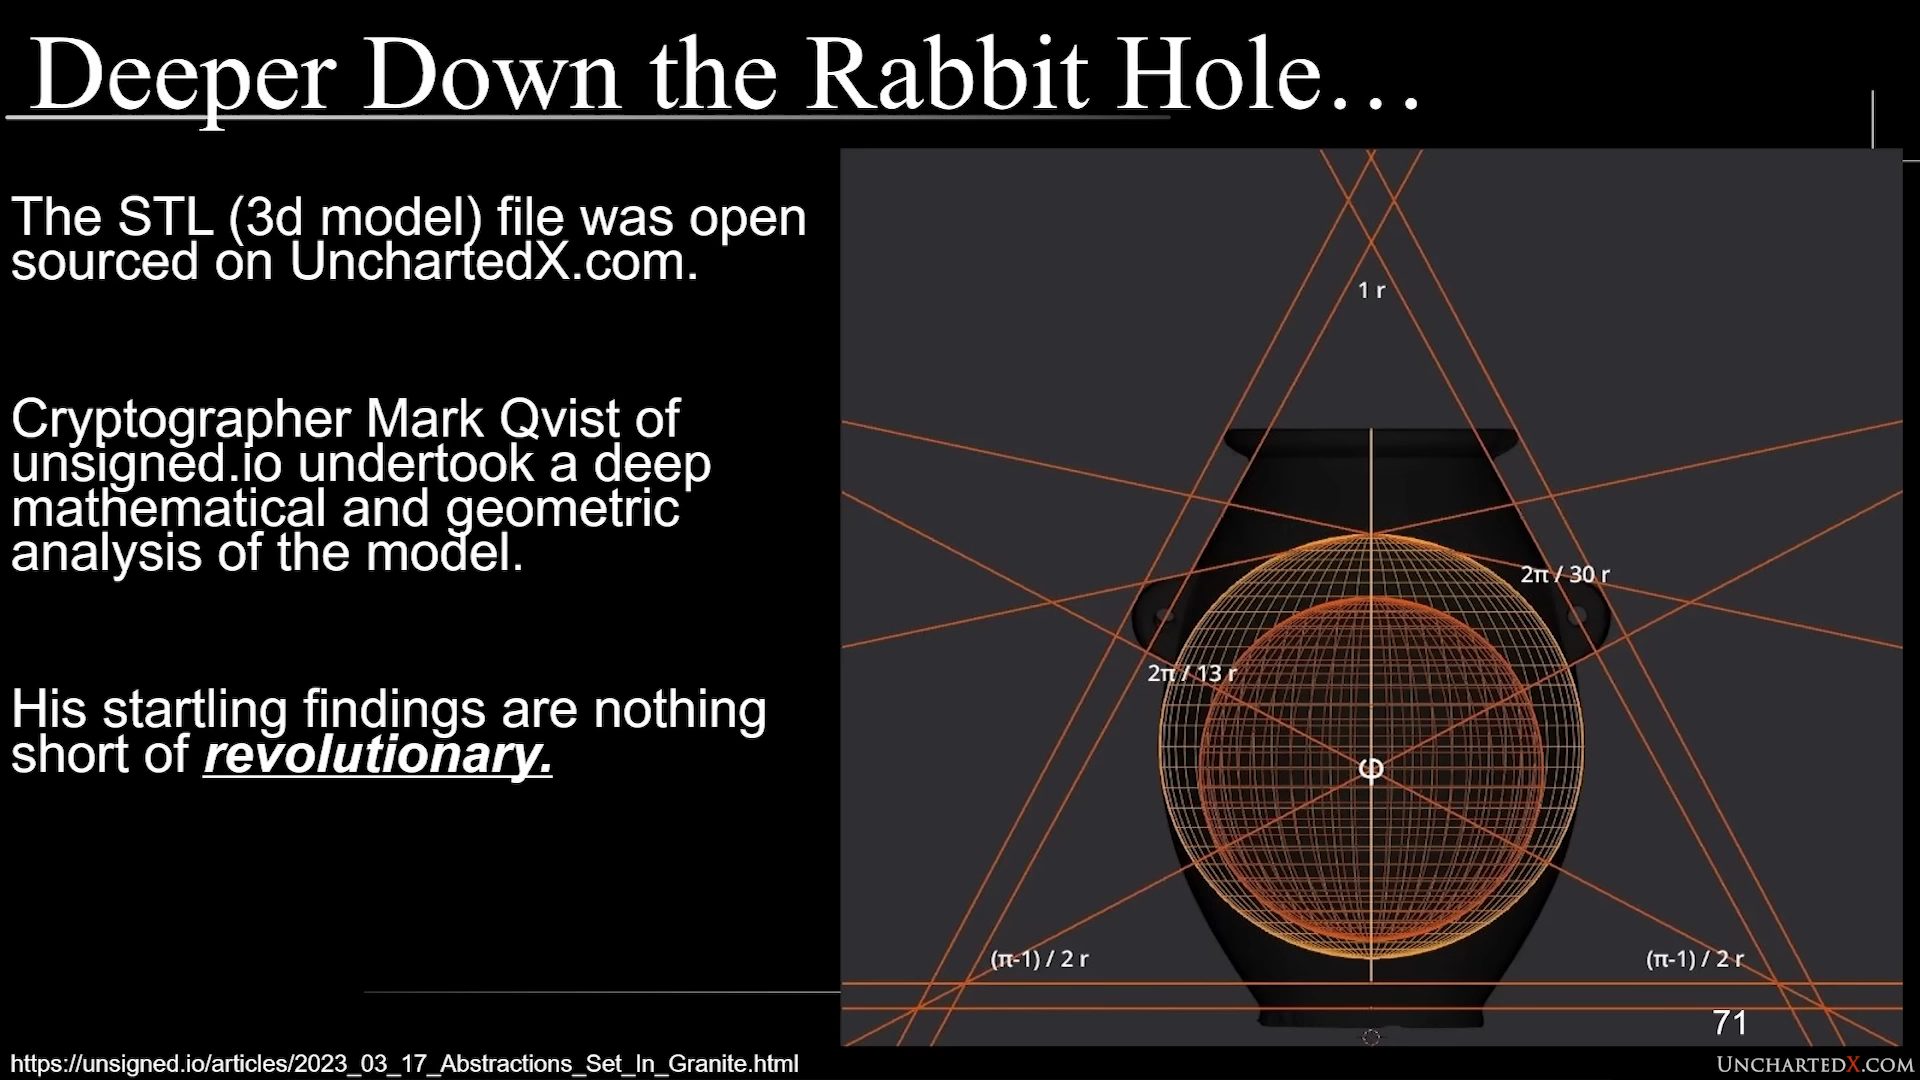 Deeper Down the Rabbit Hole…
The STL (3d model) file was open
sourced on UnchartedX.com.
Cryptographer Mark Qvist of
unsigned.io undertook a deep
mathematical and geometric
analysis of the model.
His startling findings are nothing
short of revolutionary.
1 r
2π / 30 r
2π / 13 r
φ
(π-1) / 2 r
(π-1) / 2 r
71
https://unsigned.io/articles/2023_03_17_Abstractions_Set_In_Granite.html
UNCHARTEDX.COM